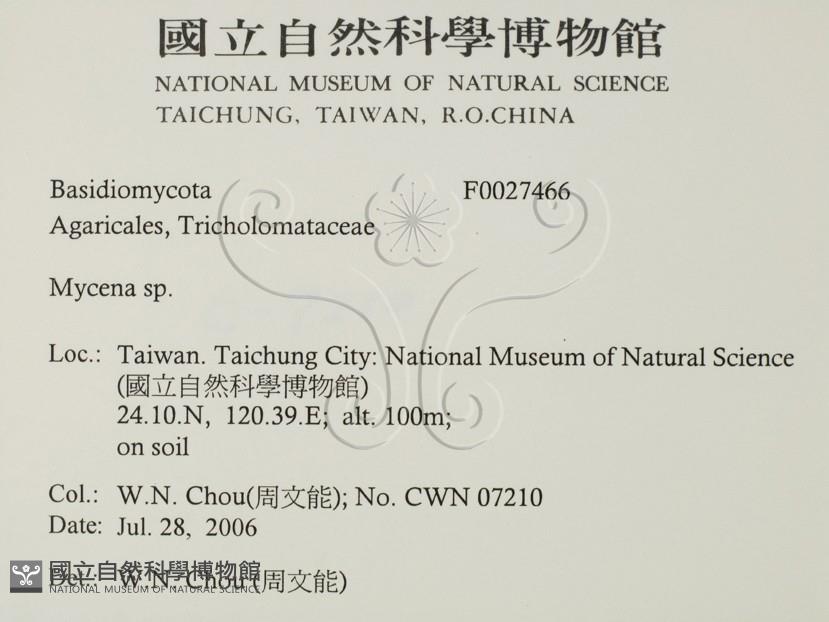 國立自然科學博物館
NATIONAL MUSEUM OF NATURAL SCIENCE
TAICHUNG, TAIWAN, R.O.CHINA
Basidiomycota F0027466
Agaricales, Tricholomataceae
Mycena sp.
Loc.: Taiwan. Taichung City: National Museum of Natural Science
(國立自然科學博物館)
24.10.N, 120.39.E; alt. 100m;
on soil
Col.: W.N. Chou(周文能); No. CWN 07210
Date: Jul. 28, 2006
Det.: W.N. Chou (周文能)
國立自然科學博物館
NATIONAL MUSEUM OF NATURAL SCIENCE